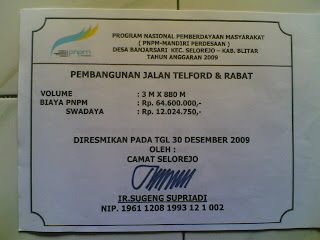 PROGRAM NASIONAL PEMBERDAYAAN MASYARAKAT
( PNPM-MANDIRI PERDESAAN )
DESA BANJARSARI KEC. SELOREJO – KAB. BLITAR
TAHUN ANGGARAN 2009
pnpm
PEMBANGUNAN JALAN TELFORD & RABAT
VOLUME : 3 M X 880 M
BIAYA PNPM : Rp. 64.600.000,-
SWADAYA : Rp. 12.024.750,-
DIRESMIKAN PADA TGL 30 DESEMBER 2009
OLEH :
CAMAT SELOREJO
IR.SUGENG SUPRIADI
NIP. 1961 1208 1993 12 1 002